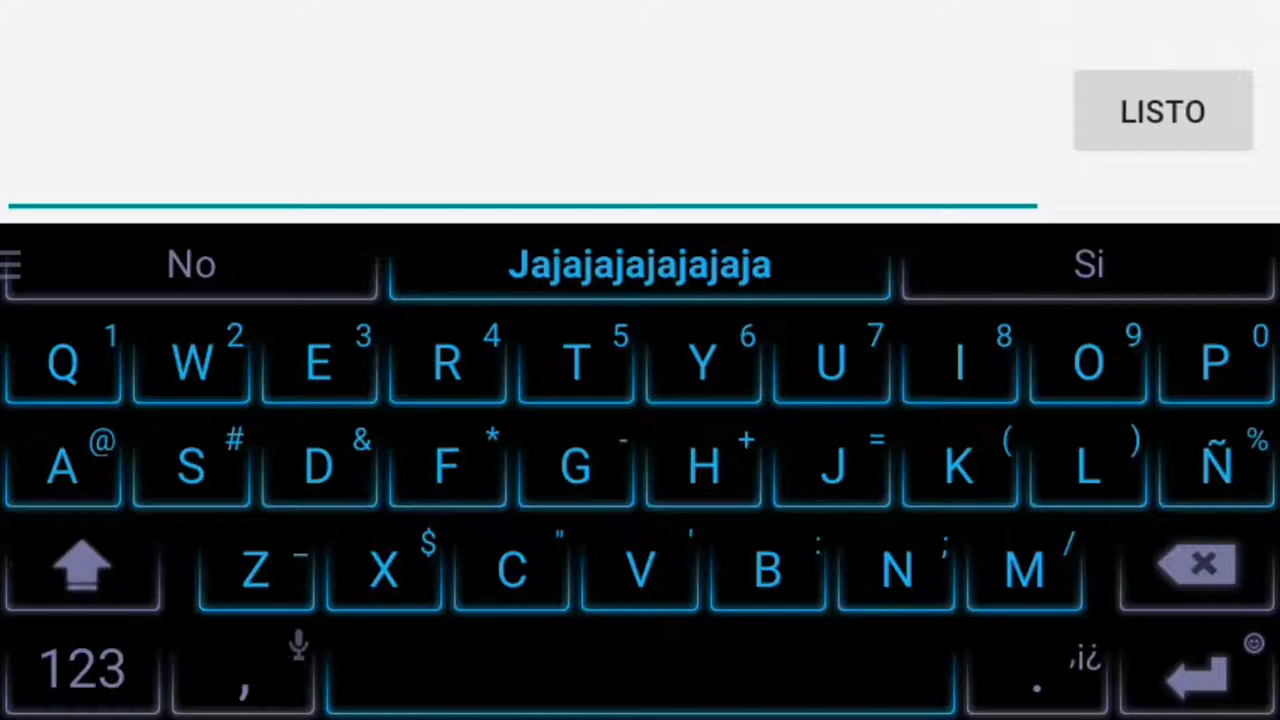 LISTO
No Jajajajajajajaja Si
Q 1 W 2 E 3 R 4 T 5 Y 6 U 7 I 8 O 9 P 0
A @ S # D & F * G - H + J = K ( L ) Ñ %
Z _ X $ C " V ' B : N ; M /
123 , . ,¡¿